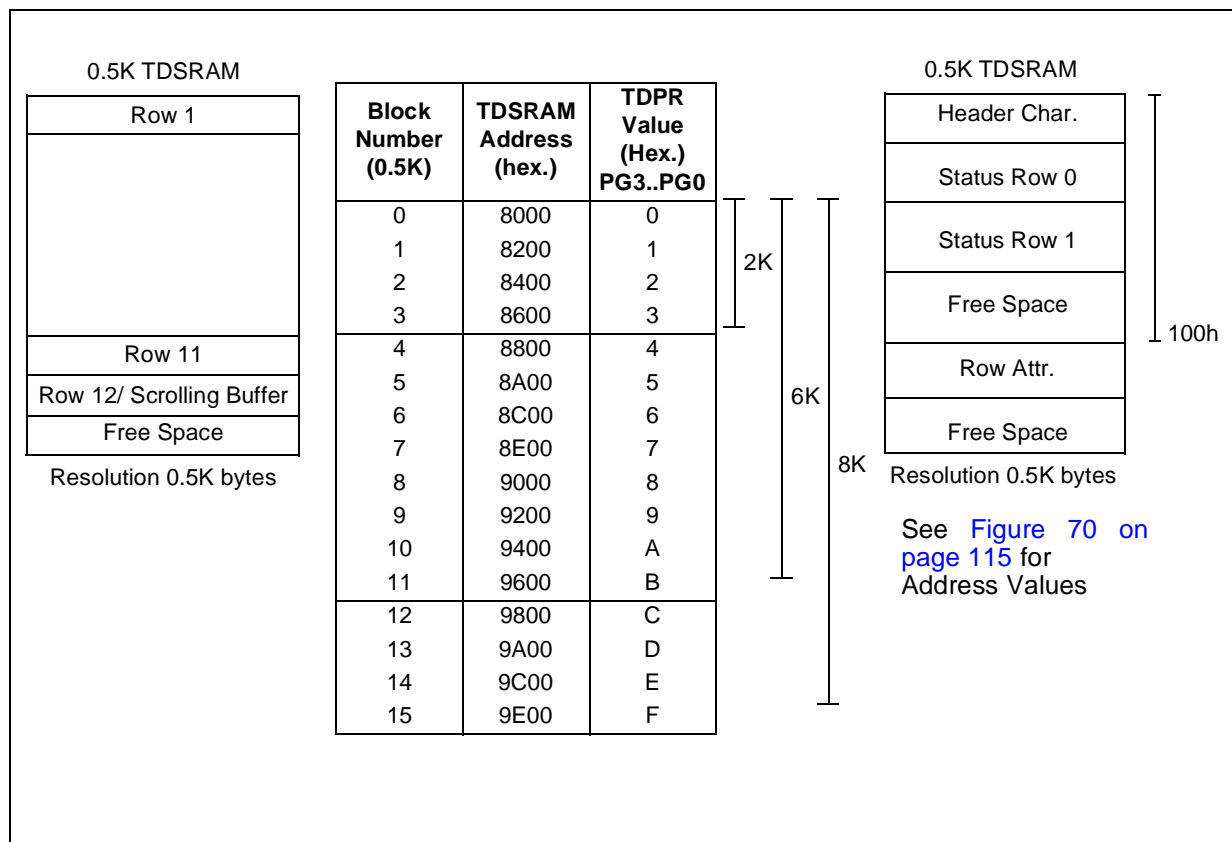 0.5K TDSRAM
Row 1
Row 11
Row 12/ Scrolling Buffer
Free Space
Resolution 0.5K bytes
Block Number (0.5K) TDSRAM Address (hex.) TDPR Value (Hex.) PG3..PG0
0 8000 0
1 8200 1
2 8400 2
3 8600 3
4 8800 4
5 8A00 5
6 8C00 6
7 8E00 7
8 9000 8
9 9200 9
10 9400 A
11 9600 B
12 9800 C
13 9A00 D
14 9C00 E
15 9E00 F
2K
6K
8K
0.5K TDSRAM
Header Char.
Status Row 0
Status Row 1
Free Space
100h
Row Attr.
Free Space
Resolution 0.5K bytes
See Figure 70 on
page 115 for
Address Values